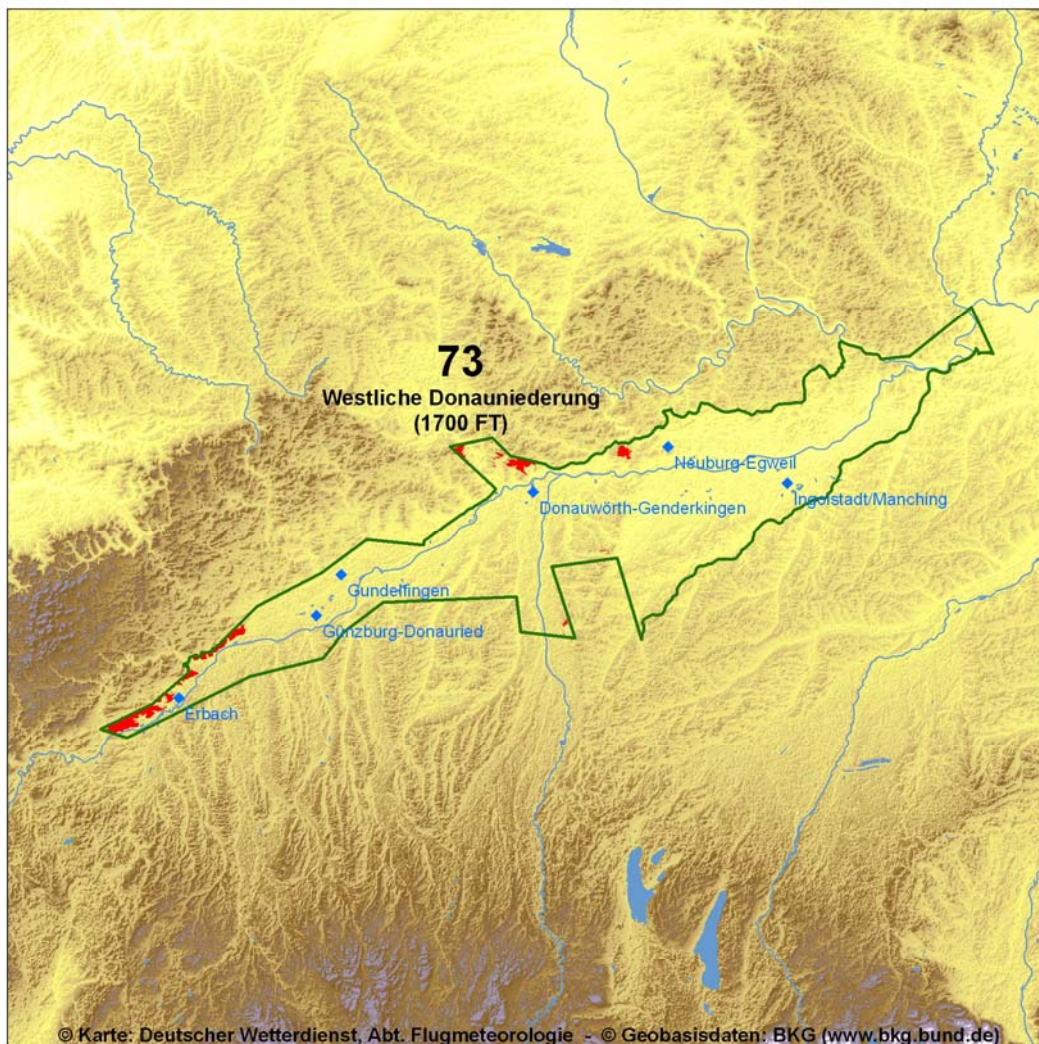 73
Westliche Donauniederung
(1700 FT)
Neuburg-Egweil
Ingolstadt/Manching
Donauwörth-Genderkingen
Gundelfingen
Günzburg-Donauried
Erbach
© Karte: Deutscher Wetterdienst, Abt. Flugmeteorologie - © Geobasisdaten: BKG (www.bkg.bund.de)